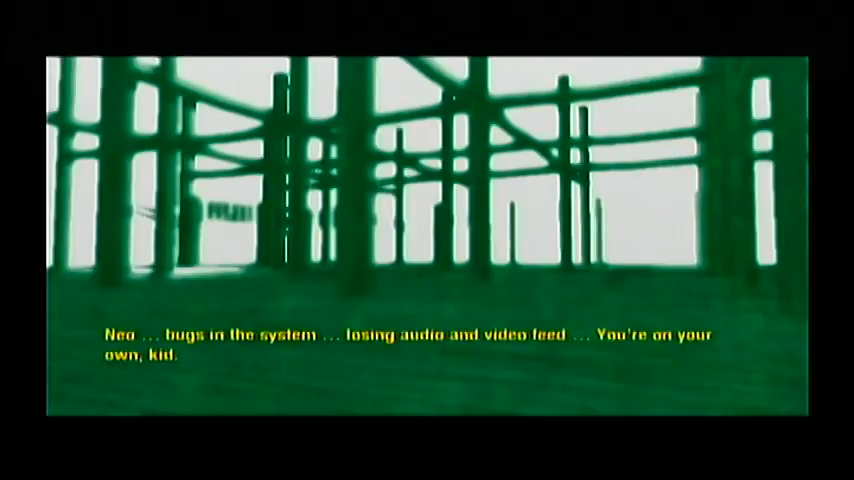 Neo ... bugs in the system ... losing audio and video feed ... You're on your
own, kid.